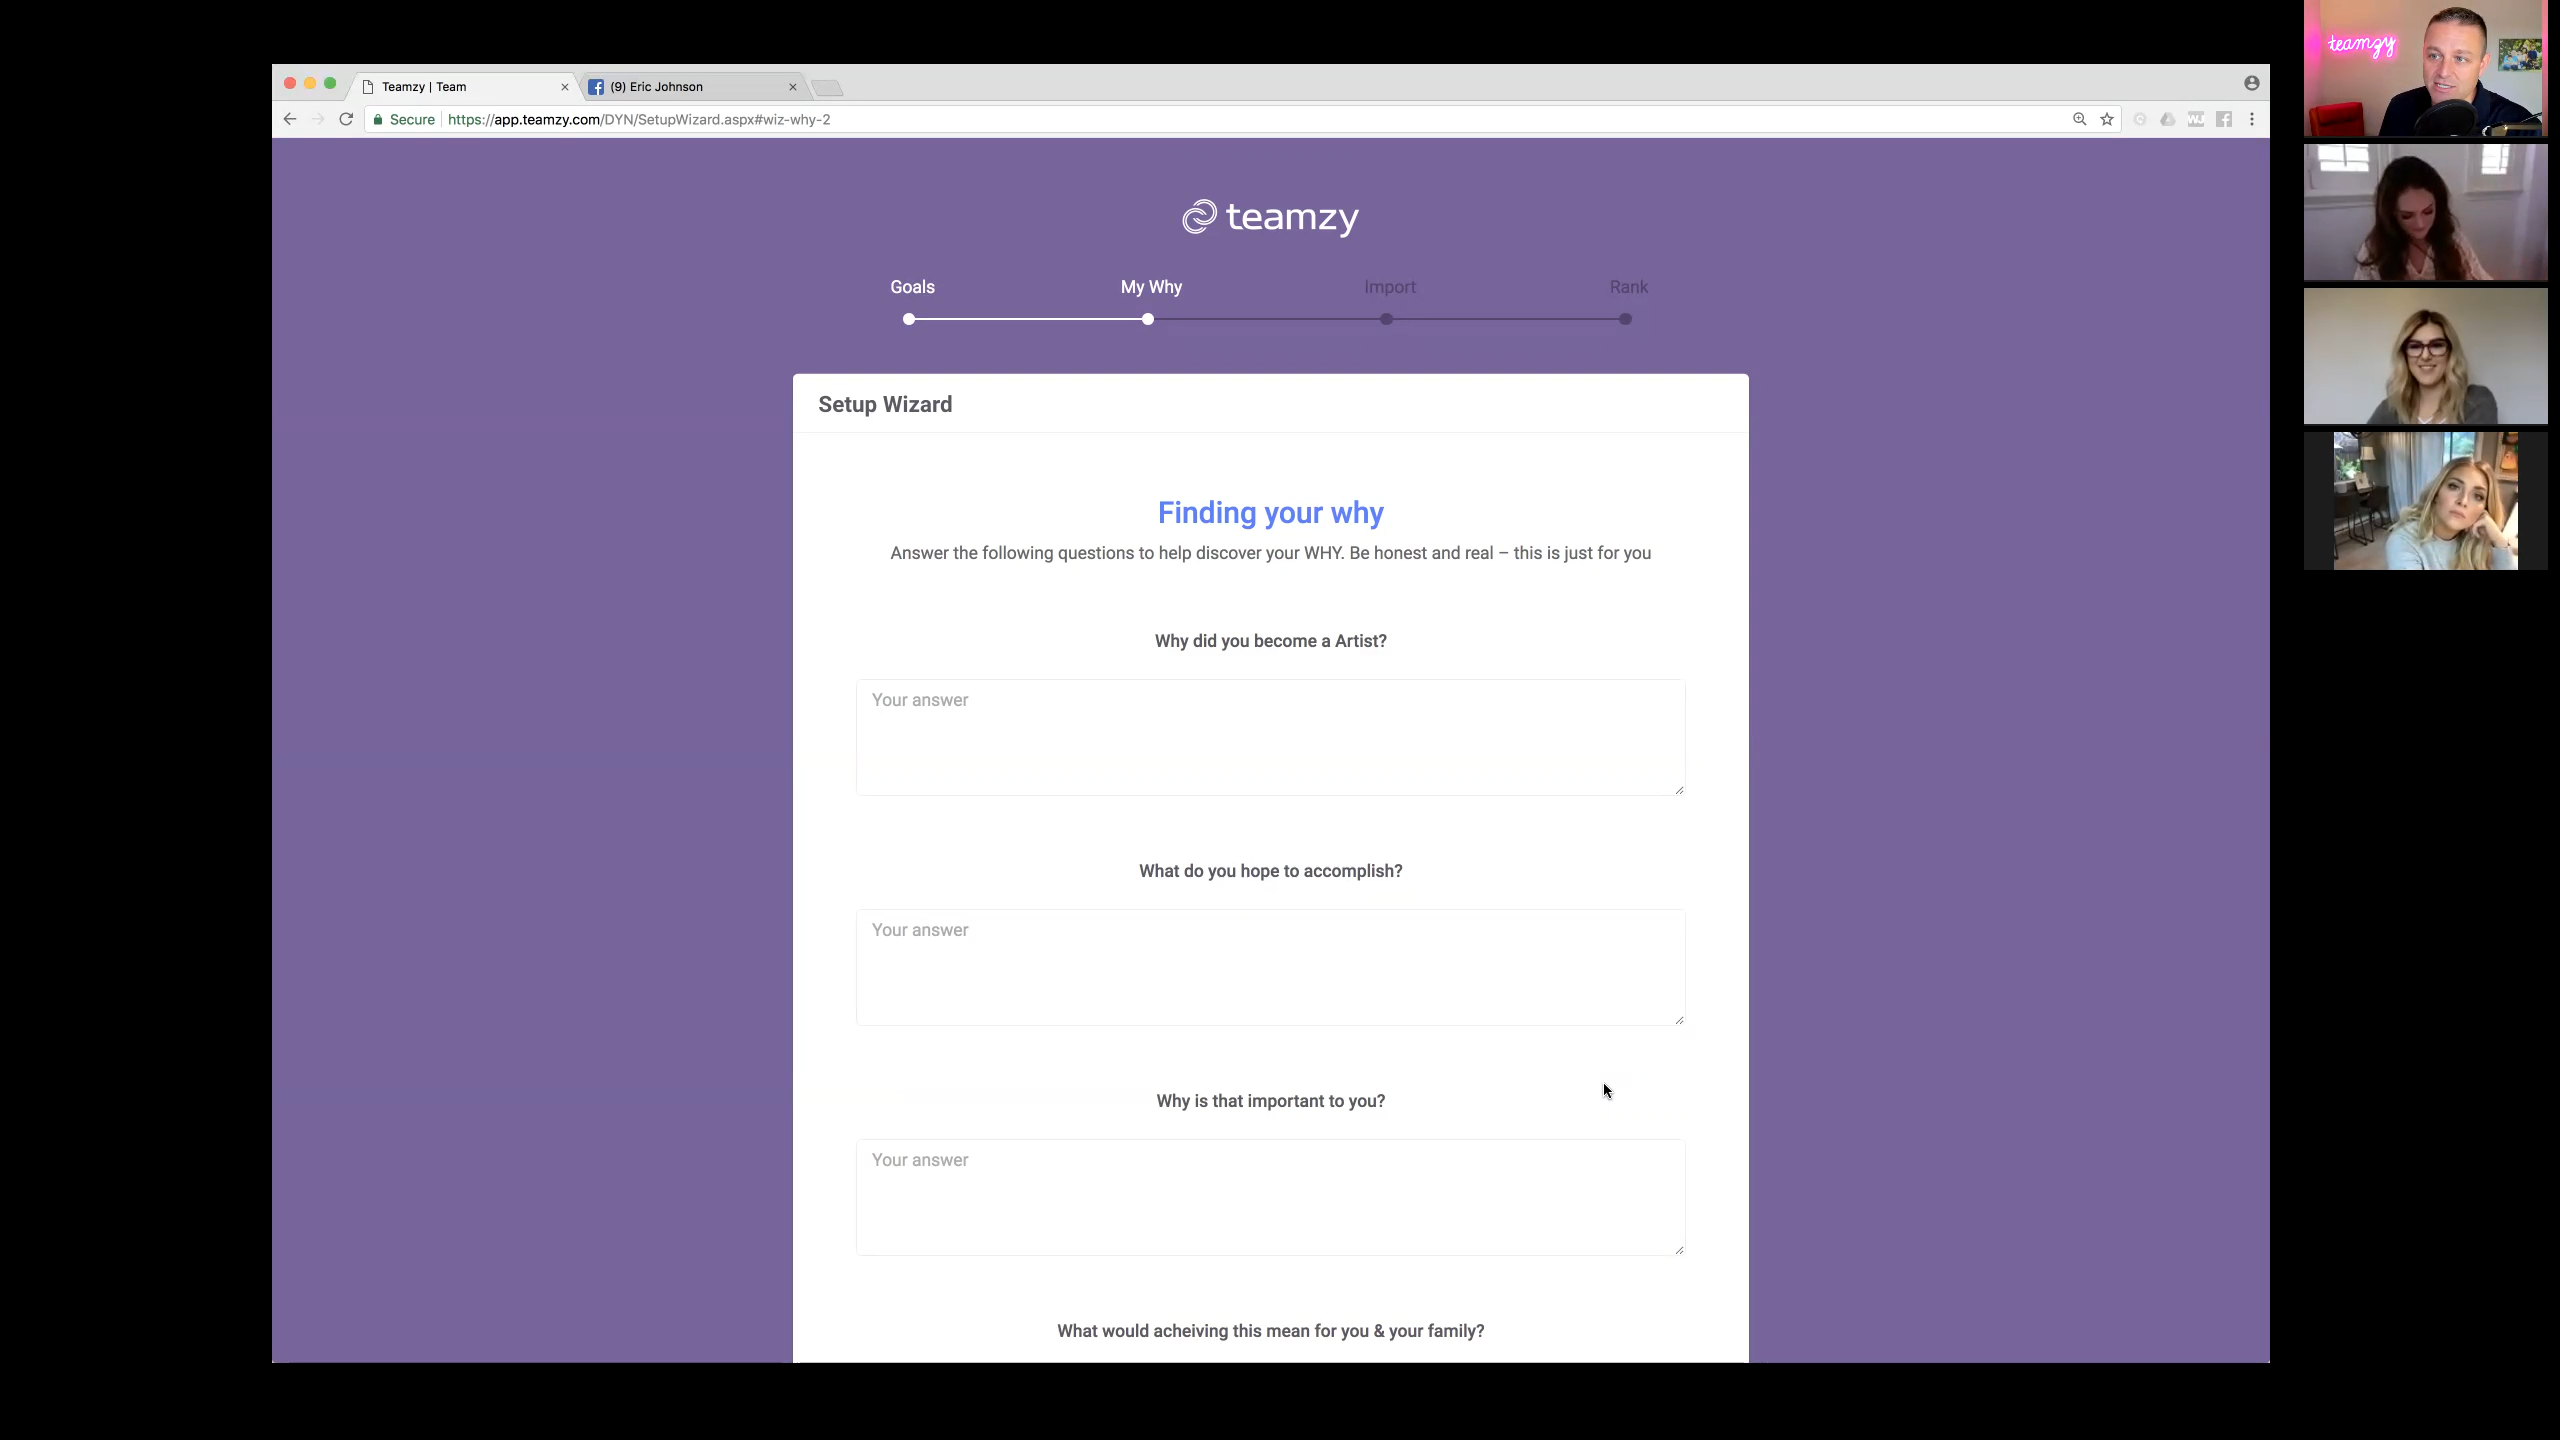 Teamzy | Team
(9) Eric Johnson
Secure
https://app.teamzy.com/DYN/SetupWizard.aspx#wiz-why-2
teamzy
teamzy
Goals
My Why
Import
Rank
Setup Wizard
Finding your why
Answer the following questions to help discover your WHY. Be honest and real – this is just for you
Why did you become a Artist?
Your answer
What do you hope to accomplish?
Your answer
Why is that important to you?
Your answer
What would acheiving this mean for you & your family?